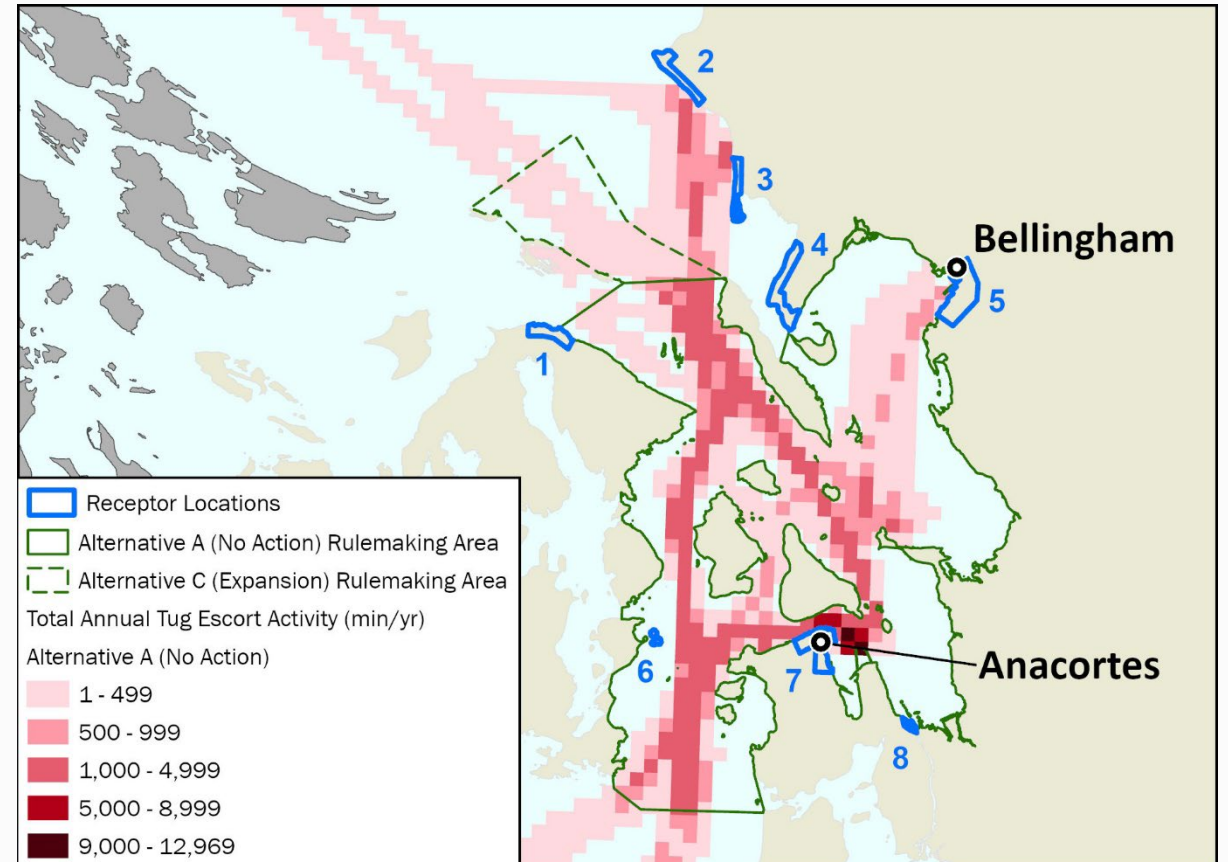 2
3
4
Bellingham
5
1
Receptor Locations
Alternative A (No Action) Rulemaking Area
Alternative C (Expansion) Rulemaking Area
Total Annual Tug Escort Activity (min/yr)
Alternative A (No Action)
1 - 499
500 - 999
1,000 - 4,999
5,000 - 8,999
9,000 - 12,969
6
7
Anacortes
8